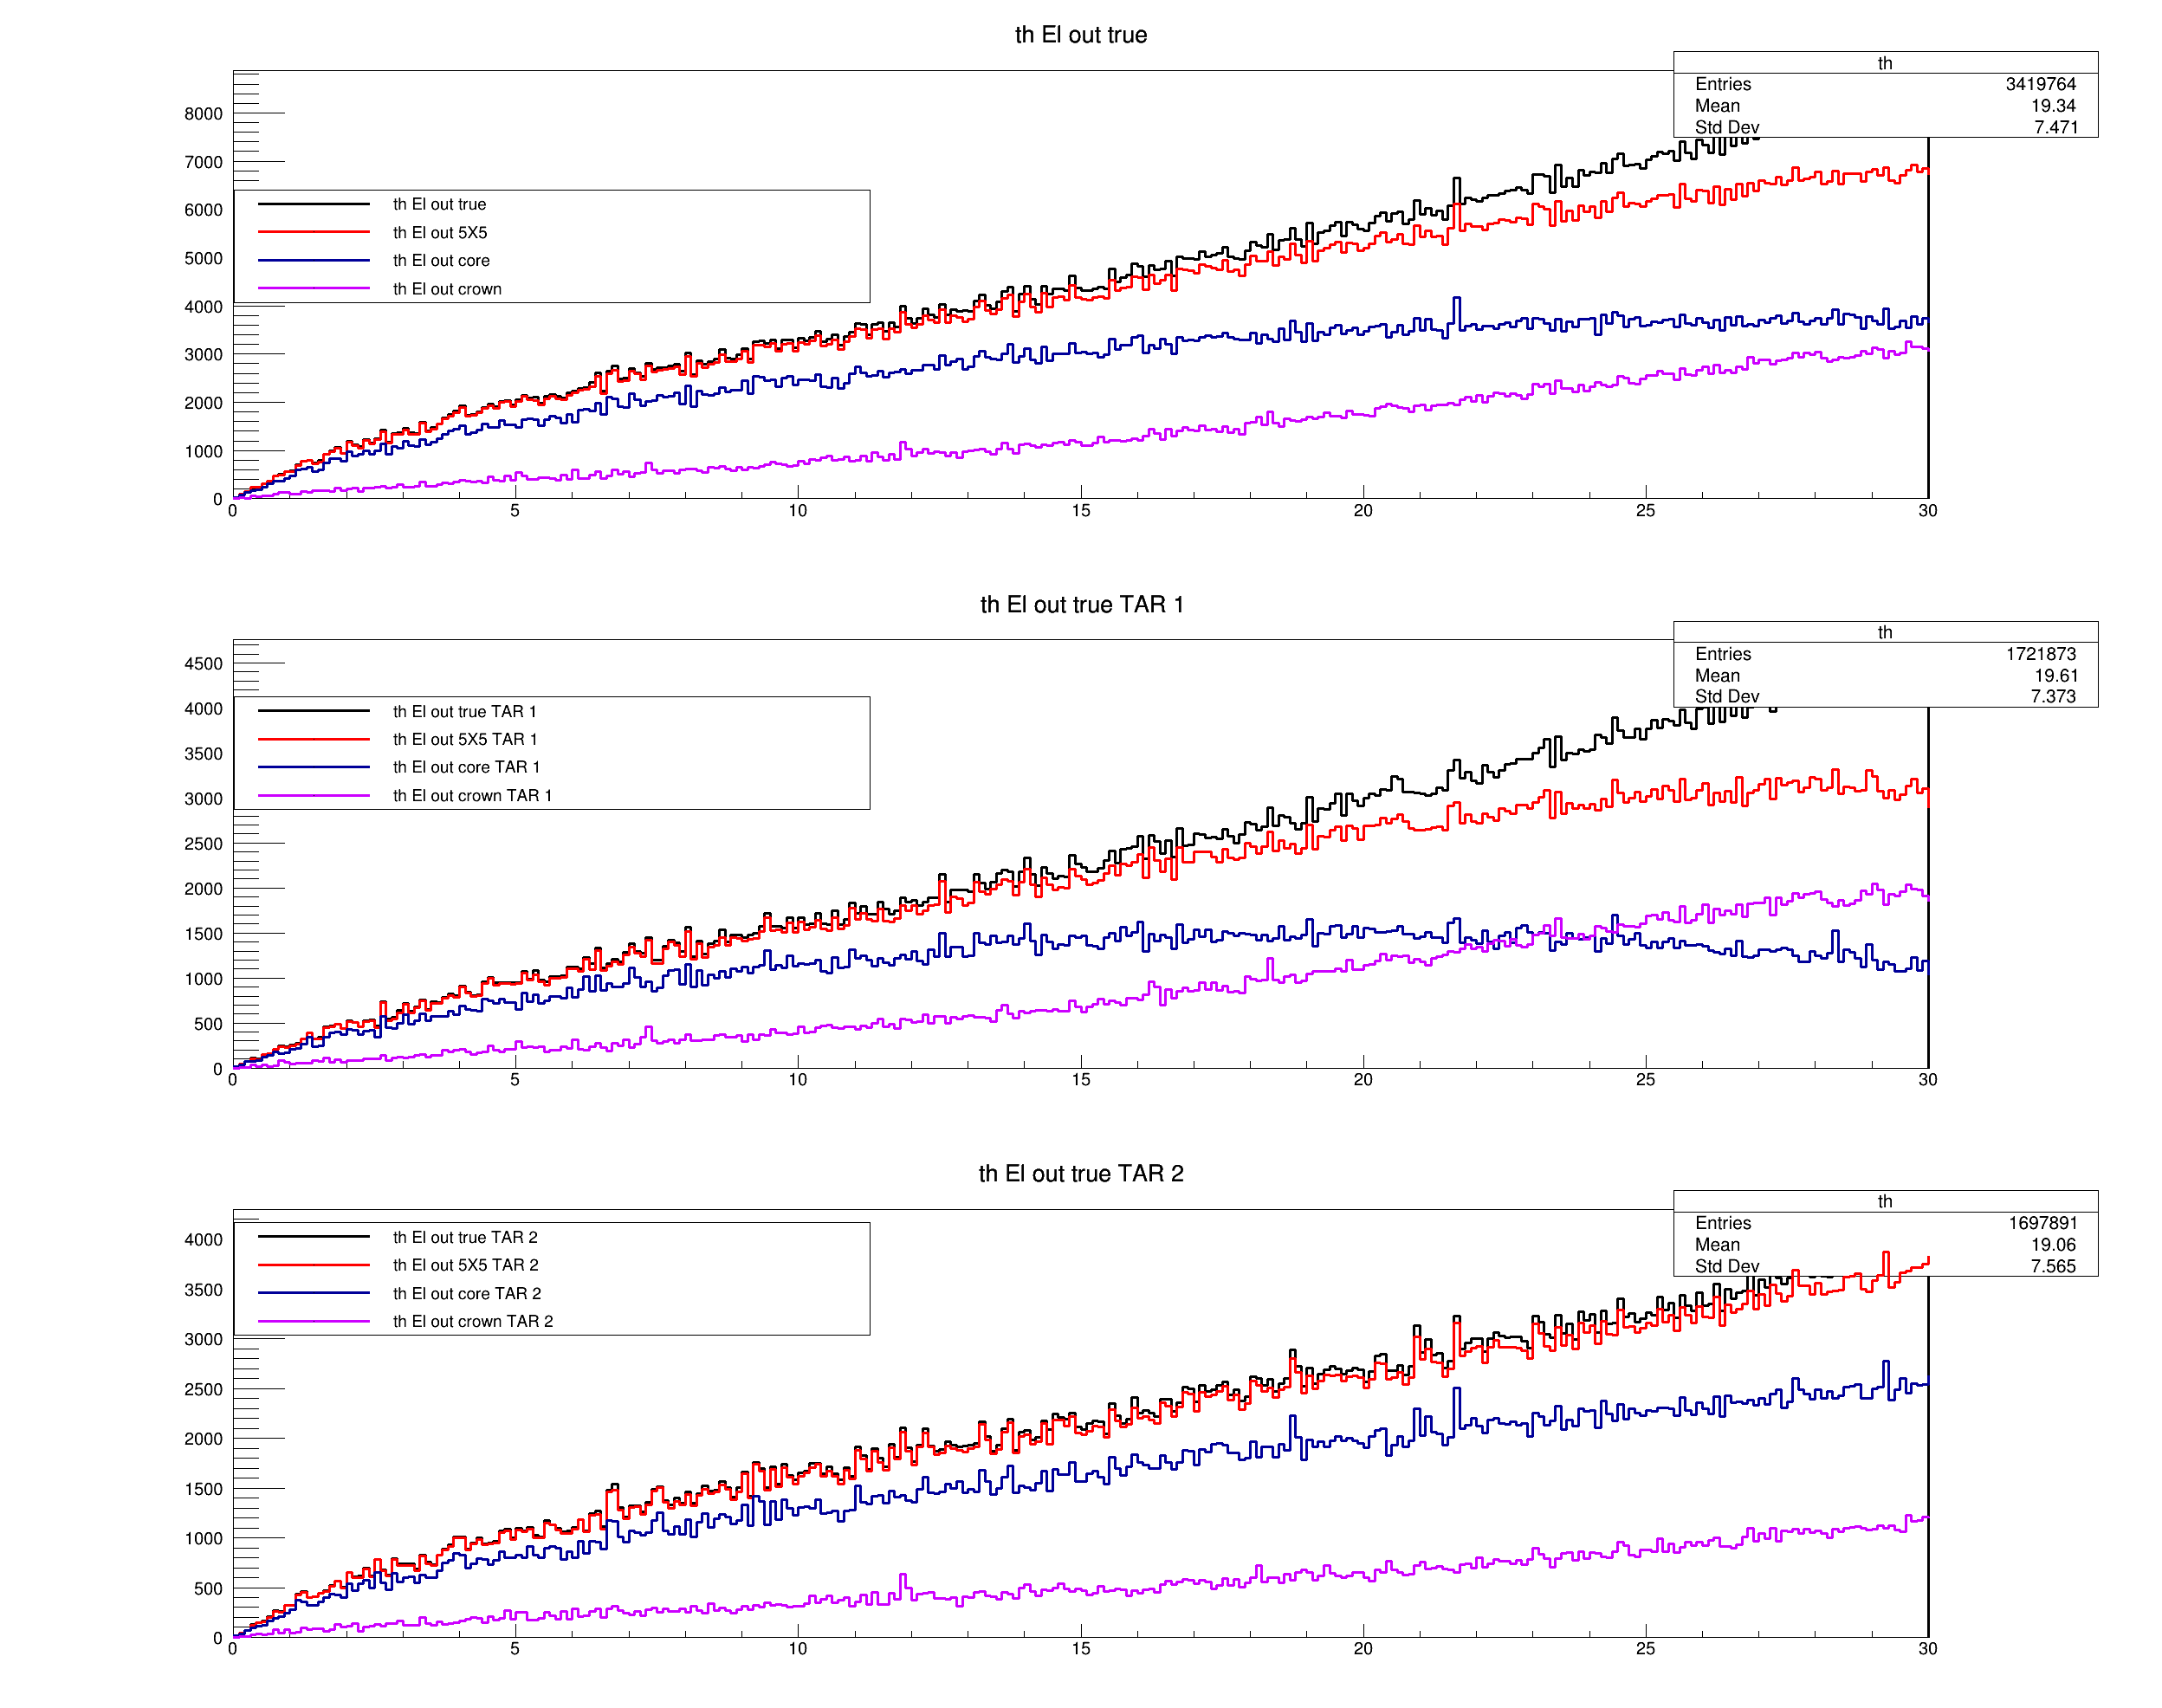 th El out true
th
Entries 3419764
Mean 19.34
Std Dev 7.471
8000
7000
6000
5000
4000
3000
2000
1000
0
th El out true
th El out 5X5
th El out core
th El out crown
0 5 10 15 20 25 30
th El out true TAR 1
th
Entries 1721873
Mean 19.61
Std Dev 7.373
4500
4000
3500
3000
2500
2000
1500
1000
500
0
th El out true TAR 1
th El out 5X5 TAR 1
th El out core TAR 1
th El out crown TAR 1
0 5 10 15 20 25 30
th El out true TAR 2
th
Entries 1697891
Mean 19.06
Std Dev 7.565
4000
3500
3000
2500
2000
1500
1000
500
0
th El out true TAR 2
th El out 5X5 TAR 2
th El out core TAR 2
th El out crown TAR 2
0 5 10 15 20 25 30